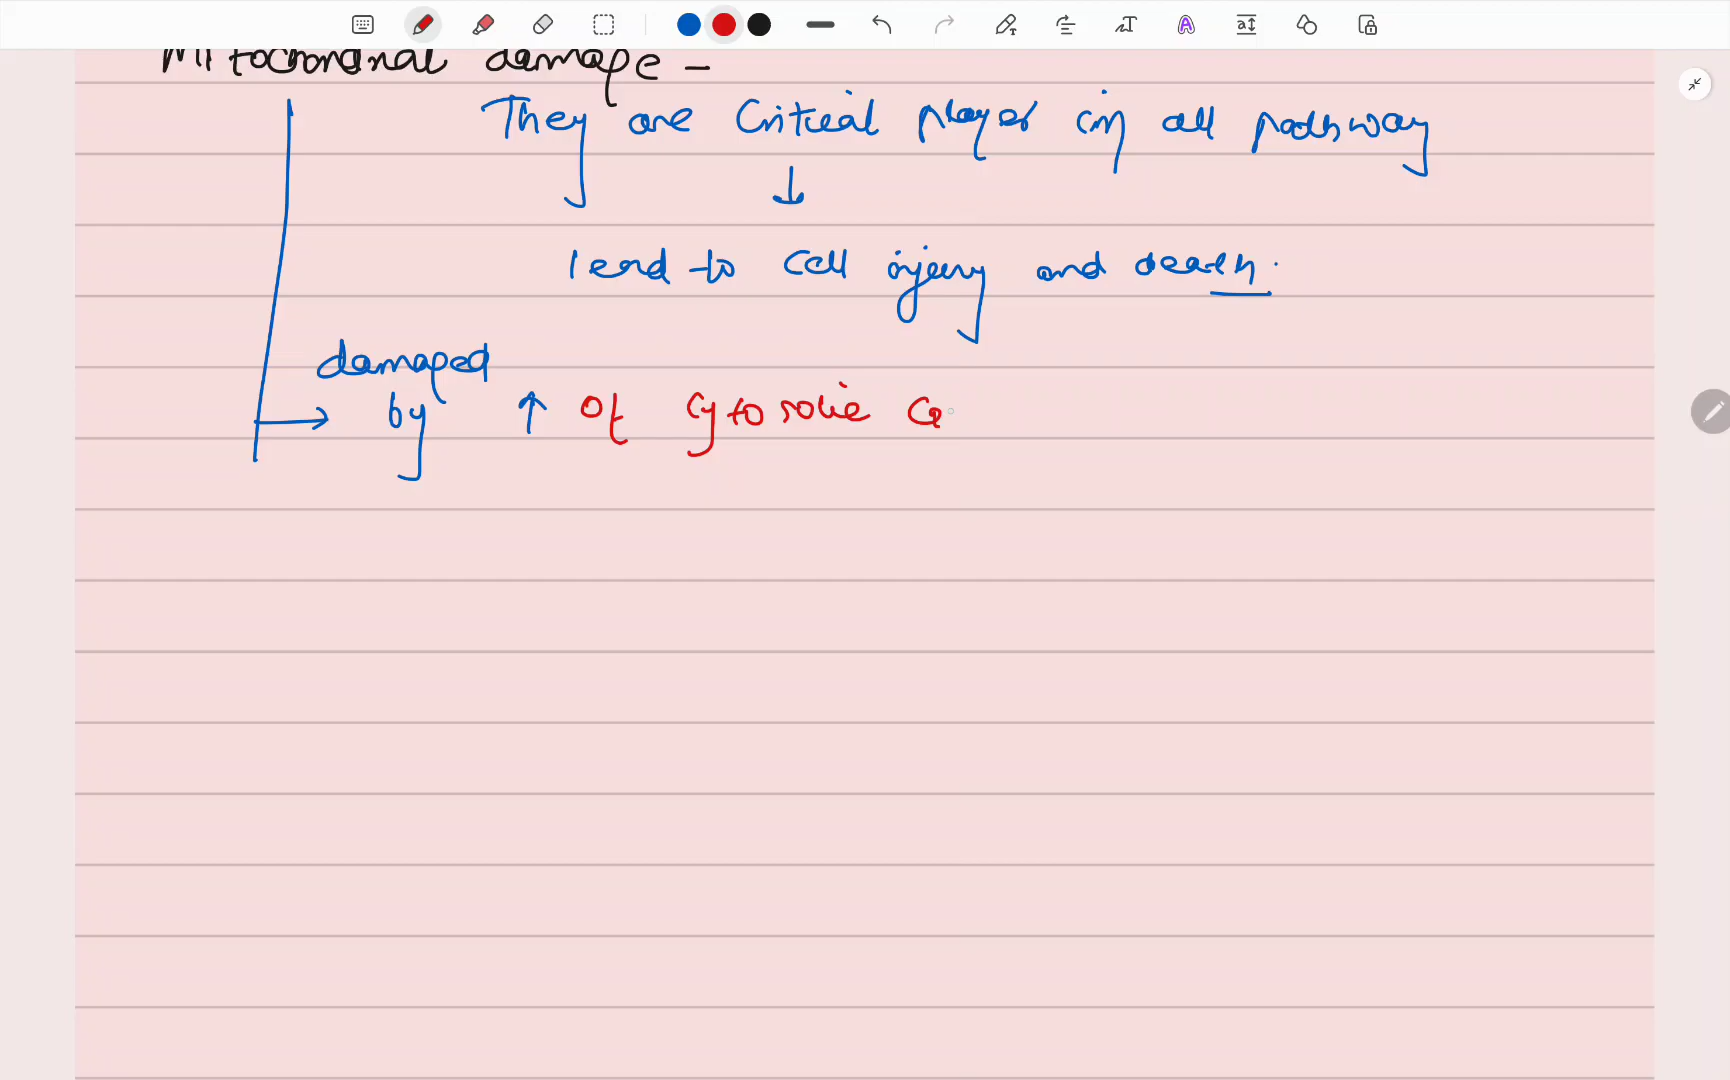 Mitochondrial damage -
They are Critical player in all pathway
↓
lead to Cell injury and death.
damaged
→ by ↑ of Cytosolic Ca